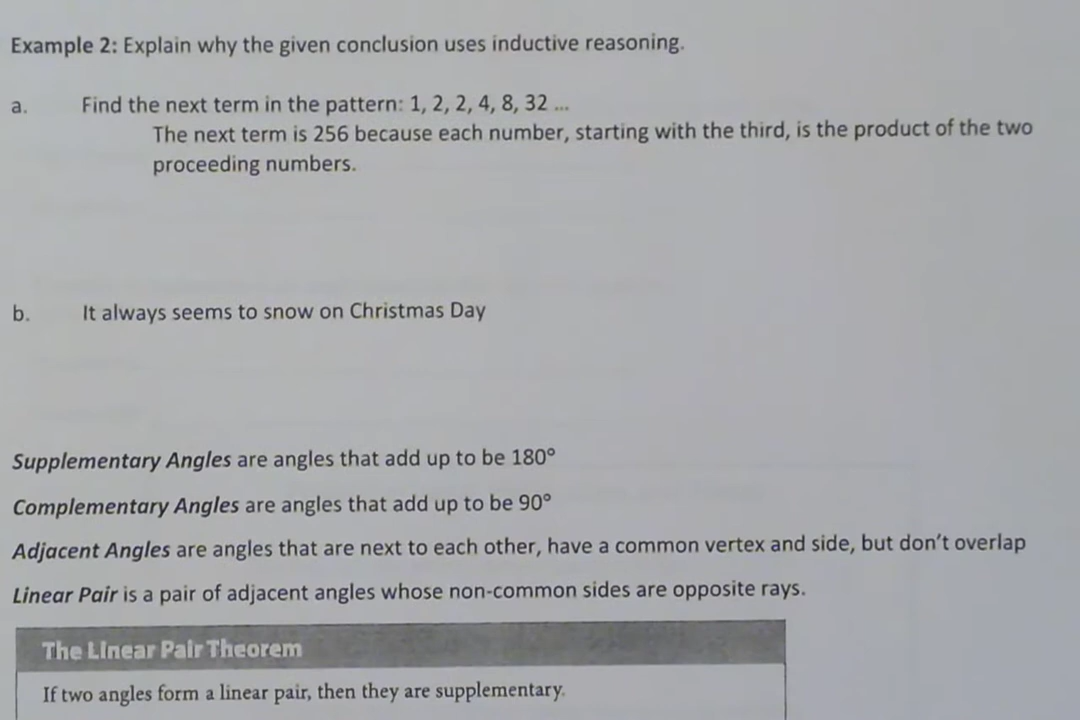 Example 2: Explain why the given conclusion uses inductive reasoning.
a. Find the next term in the pattern: 1, 2, 2, 4, 8, 32 ...
The next term is 256 because each number, starting with the third, is the product of the two
proceeding numbers.
b. It always seems to snow on Christmas Day
Supplementary Angles are angles that add up to be 180°
Complementary Angles are angles that add up to be 90°
Adjacent Angles are angles that are next to each other, have a common vertex and side, but don't overlap
Linear Pair is a pair of adjacent angles whose non-common sides are opposite rays.
The Linear Pair Theorem
If two angles form a linear pair, then they are supplementary.